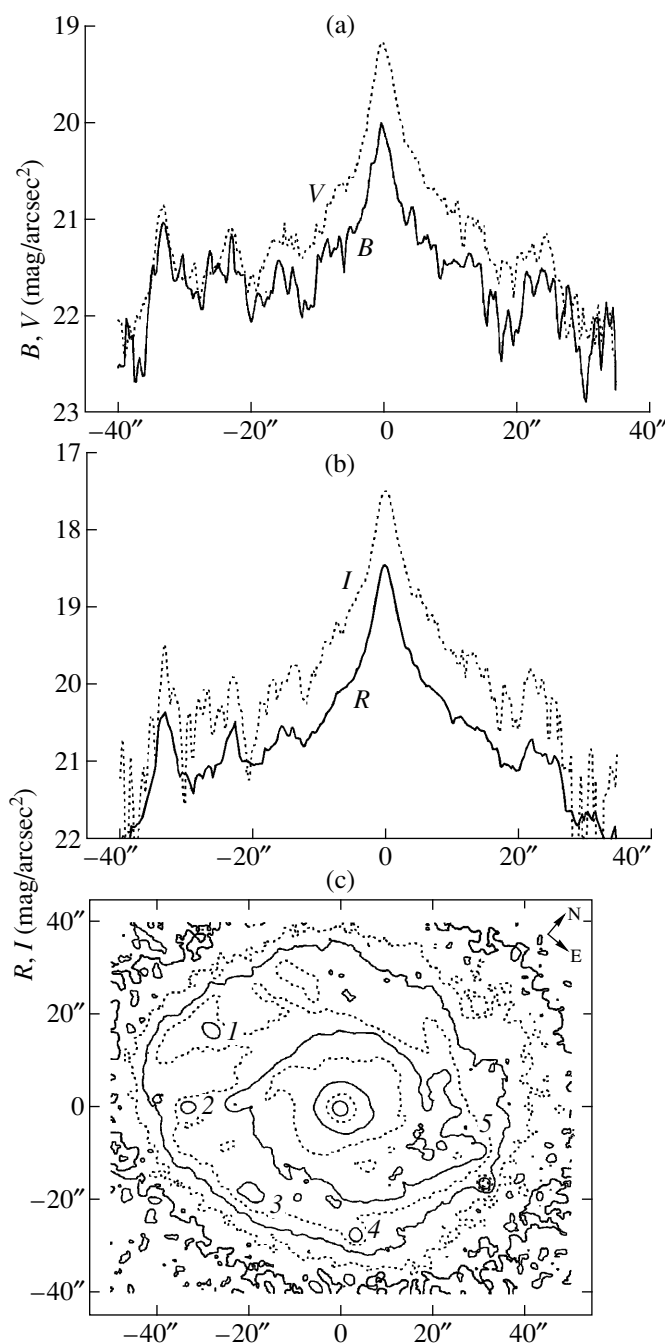 (a)
19
20
21
22
23
B, V (mag/arcsec²)
V
B
−40″ −20″ 0 20″ 40″
(b)
17
18
19
20
21
22
R, I (mag/arcsec²)
I
R
−40″ −20″ 0 20″ 40″
(c)
40″
20″
0
−20″
−40″
N
E
1
2
3
4
5
−40″ −20″ 0 20″ 40″